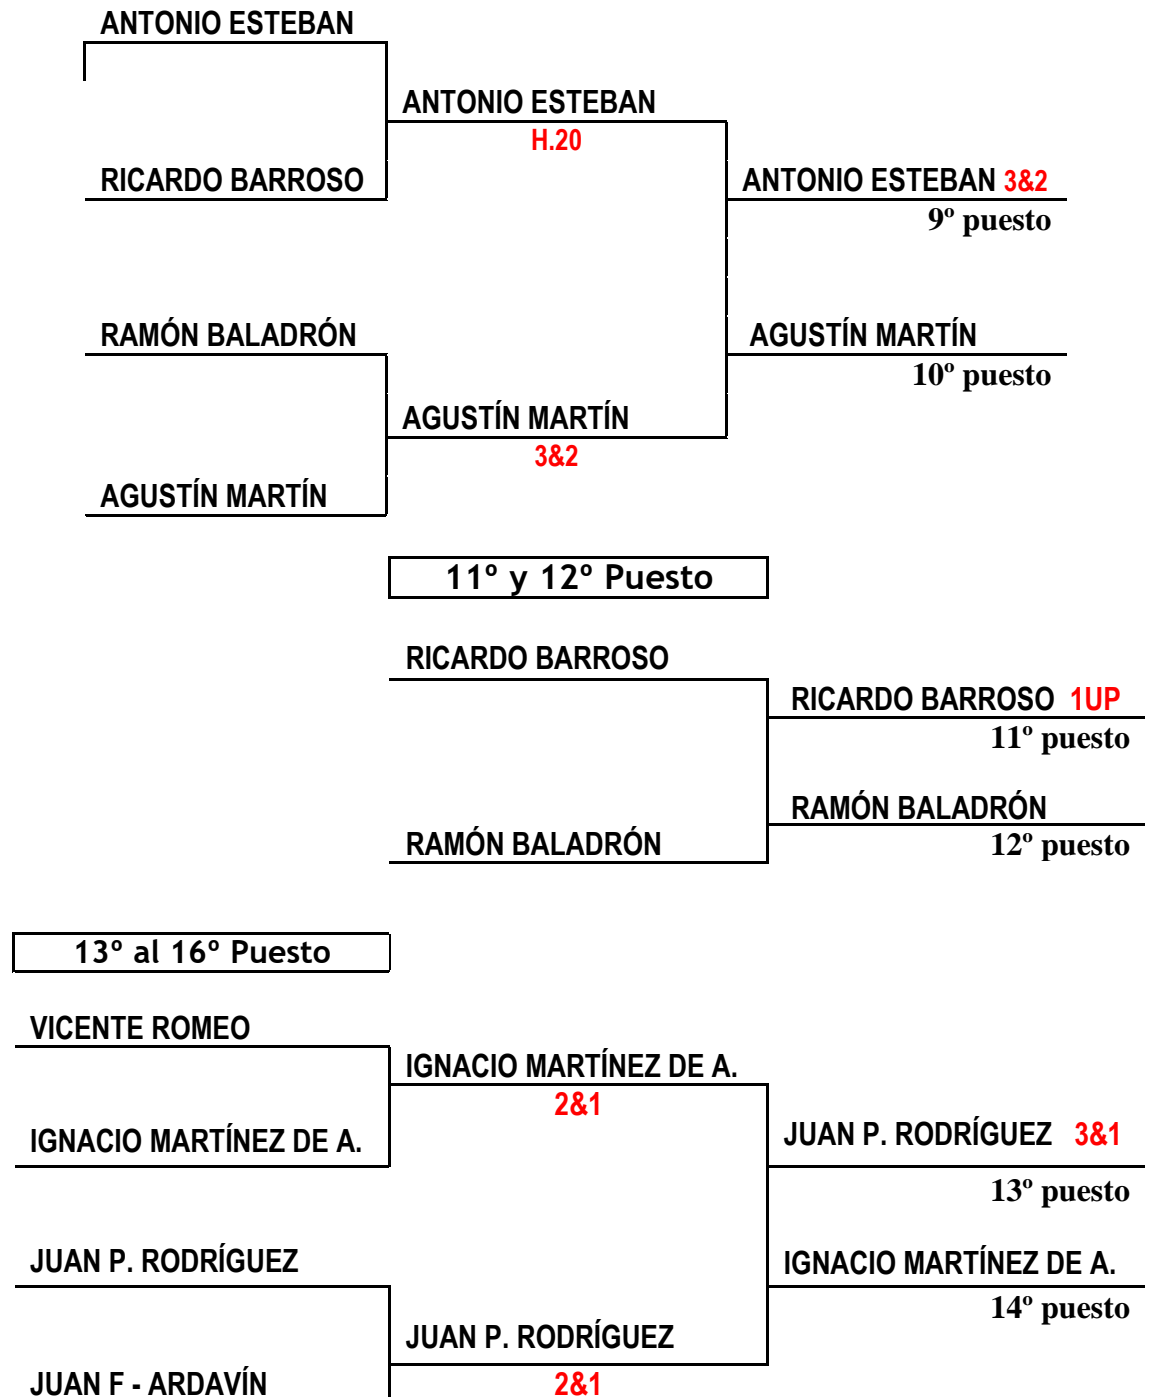 ANTONIO ESTEBAN
ANTONIO ESTEBAN
H.20
RICARDO BARROSO
ANTONIO ESTEBAN 3&2
9º puesto
RAMÓN BALADRÓN
AGUSTÍN MARTÍN
10º puesto
AGUSTÍN MARTÍN
3&2
AGUSTÍN MARTÍN
11º y 12º Puesto
RICARDO BARROSO
RICARDO BARROSO 1UP
11º puesto
RAMÓN BALADRÓN
RAMÓN BALADRÓN
12º puesto
13º al 16º Puesto
VICENTE ROMEO
IGNACIO MARTÍNEZ DE A.
2&1
IGNACIO MARTÍNEZ DE A.
JUAN P. RODRÍGUEZ 3&1
13º puesto
JUAN P. RODRÍGUEZ
IGNACIO MARTÍNEZ DE A.
14º puesto
JUAN P. RODRÍGUEZ
JUAN F - ARDAVÍN
2&1